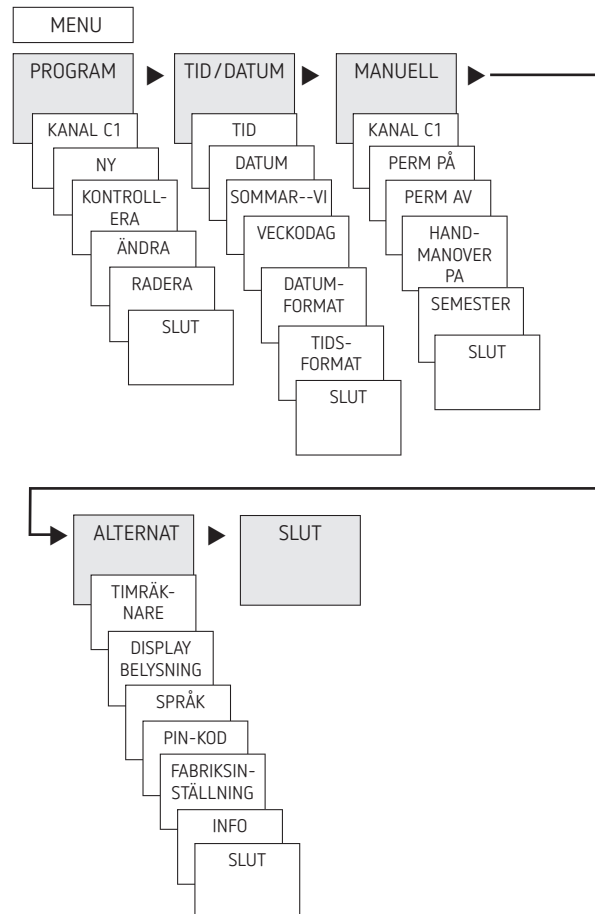 MENU
PROGRAM
KANAL C1
NY
KONTROLL-
ERA
ÄNDRA
RADERA
SLUT
TID/DATUM
TID
DATUM
SOMMAR--VI
VECKODAG
DATUM-
FORMAT
TIDS-
FORMAT
SLUT
MANUELL
KANAL C1
PERM PÅ
PERM AV
HAND-
MANOVER
PA
SEMESTER
SLUT
ALTERNAT
TIMRÄK-
NARE
DISPLAY
BELYSNING
SPRÅK
PIN-KOD
FABRIKSIN-
STÄLLNING
INFO
SLUT
SLUT